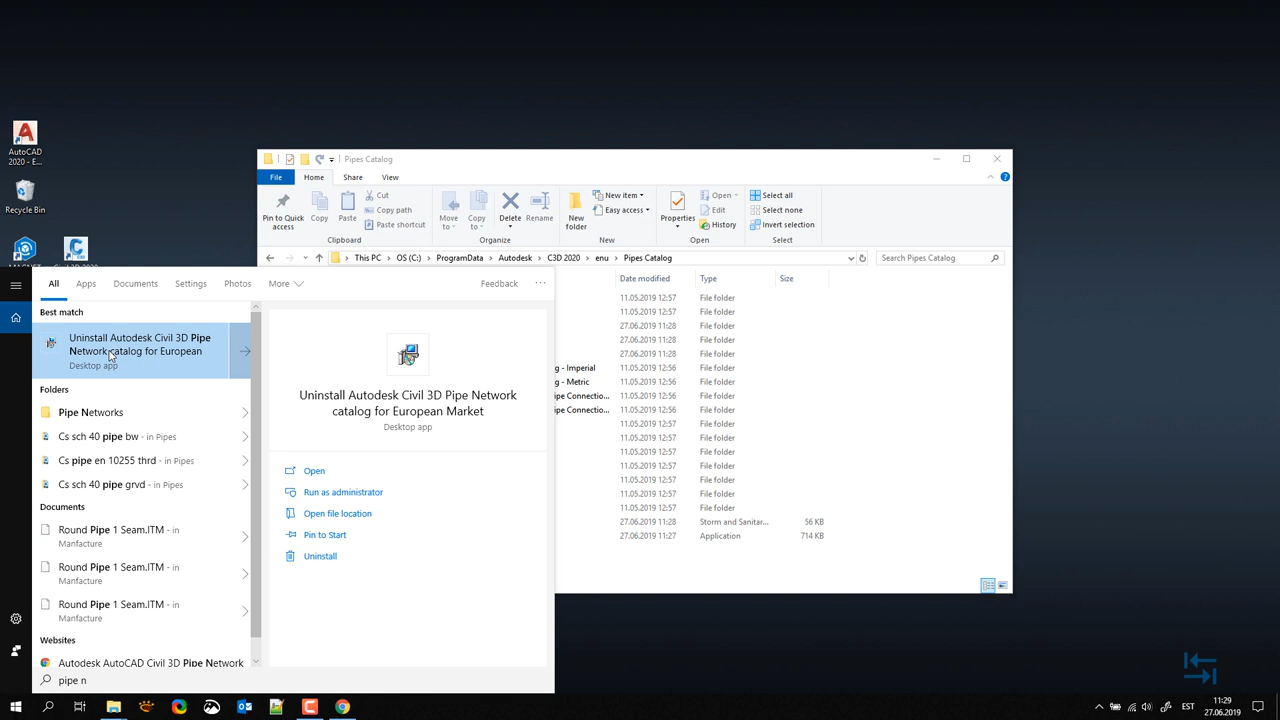 AutoCAD
2020 - E...
Recycle Bin
Pipes Catalog
File
Home
Share
View
Pin to Quick
access
Copy
Paste
Cut
Copy path
Paste shortcut
Clipboard
Move
to
Copy
to
Delete
Rename
Organize
New
folder
New item
Easy access
New
Properties
Open
Edit
History
Open
Select all
Select none
Invert selection
Select
This PC > OS (C:) > ProgramData > Autodesk > C3D 2020 > enu > Pipes Catalog
Search Pipes Catalog
Date modified
Type
Size
11.05.2019 12:57 File folder
11.05.2019 12:57 File folder
27.06.2019 11:28 File folder
27.06.2019 11:28 File folder
27.06.2019 11:28 File folder
g - Imperial 11.05.2019 12:56 File folder
g - Metric 11.05.2019 12:56 File folder
ipe Connectio... 11.05.2019 12:56 File folder
ipe Connectio... 11.05.2019 12:56 File folder
11.05.2019 12:57 File folder
11.05.2019 12:57 File folder
11.05.2019 12:56 File folder
11.05.2019 12:57 File folder
11.05.2019 12:57 File folder
11.05.2019 12:57 File folder
11.05.2019 12:57 File folder
27.06.2019 11:28 Storm and Sanitar... 56 KB
27.06.2019 11:27 Application 714 KB
All
Apps
Documents
Settings
Photos
More
Feedback
...
Best match
Uninstall Autodesk Civil 3D Pipe
Network catalog for European
Desktop app
Folders
Pipe Networks
Cs sch 40 pipe bw - in Pipes
Cs pipe en 10255 thrd - in Pipes
Cs sch 40 pipe grvd - in Pipes
Documents
Round Pipe 1 Seam.ITM - in
Manfacture
Round Pipe 1 Seam.ITM - in
Manfacture
Round Pipe 1 Seam.ITM - in
Manfacture
Websites
Autodesk AutoCAD Civil 3D Pipe Network
pipe n
Uninstall Autodesk Civil 3D Pipe Network
catalog for European Market
Desktop app
Open
Run as administrator
Open file location
Pin to Start
Uninstall
EST
11:29
27.06.2019